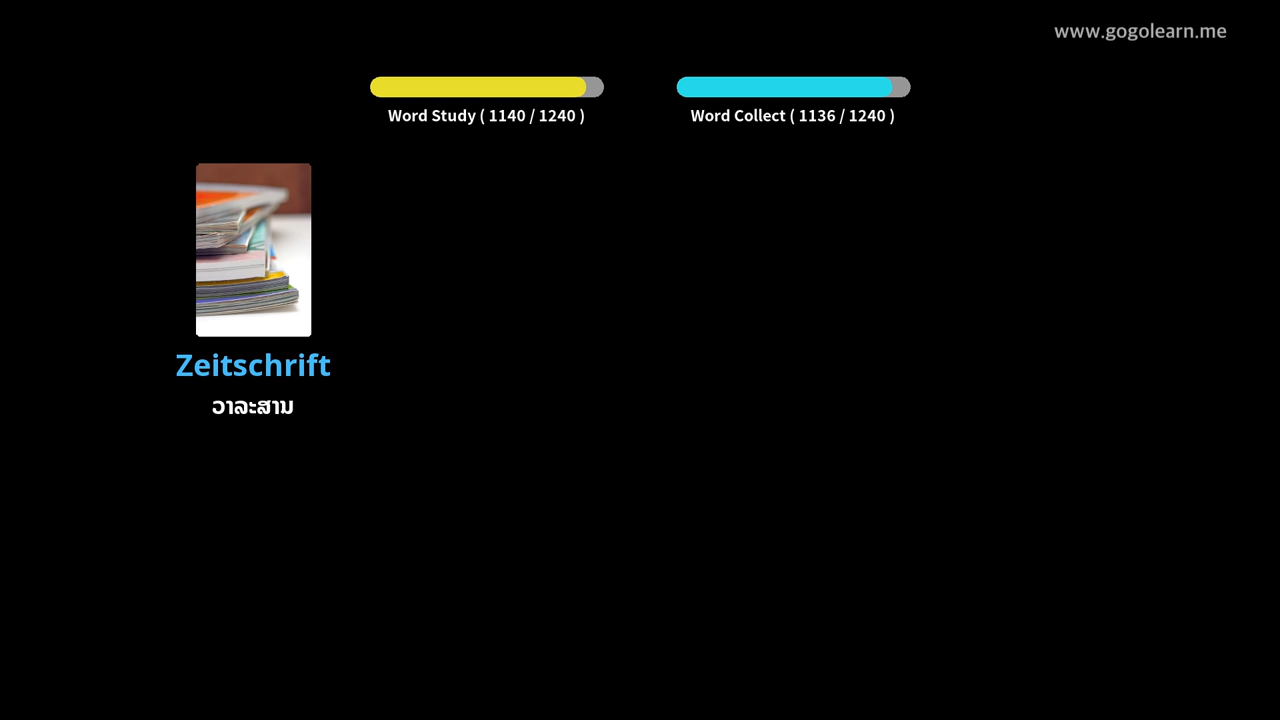 www.gogolearn.me
Word Study ( 1140 / 1240 )
Word Collect ( 1136 / 1240 )
Zeitschrift
ວາລະສານ